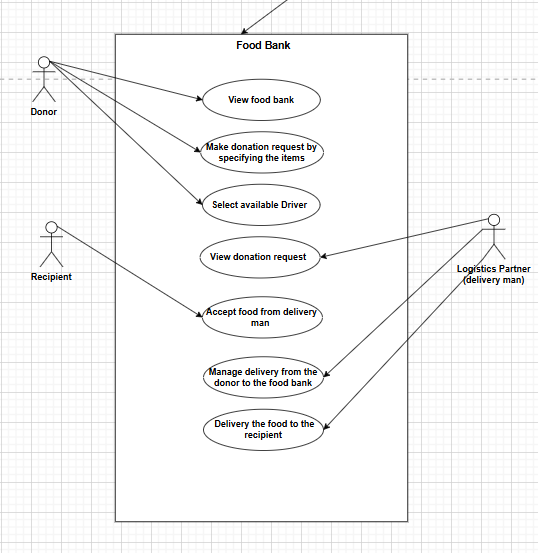 Food Bank
Donor
View food bank
Make donation request by
specifying the items
Select available Driver
Recipient
View donation request
Logistics Partner
(delivery man)
Accept food from delivery
man
Manage delivery from the
donor to the food bank
Delivery the food to the
recipient